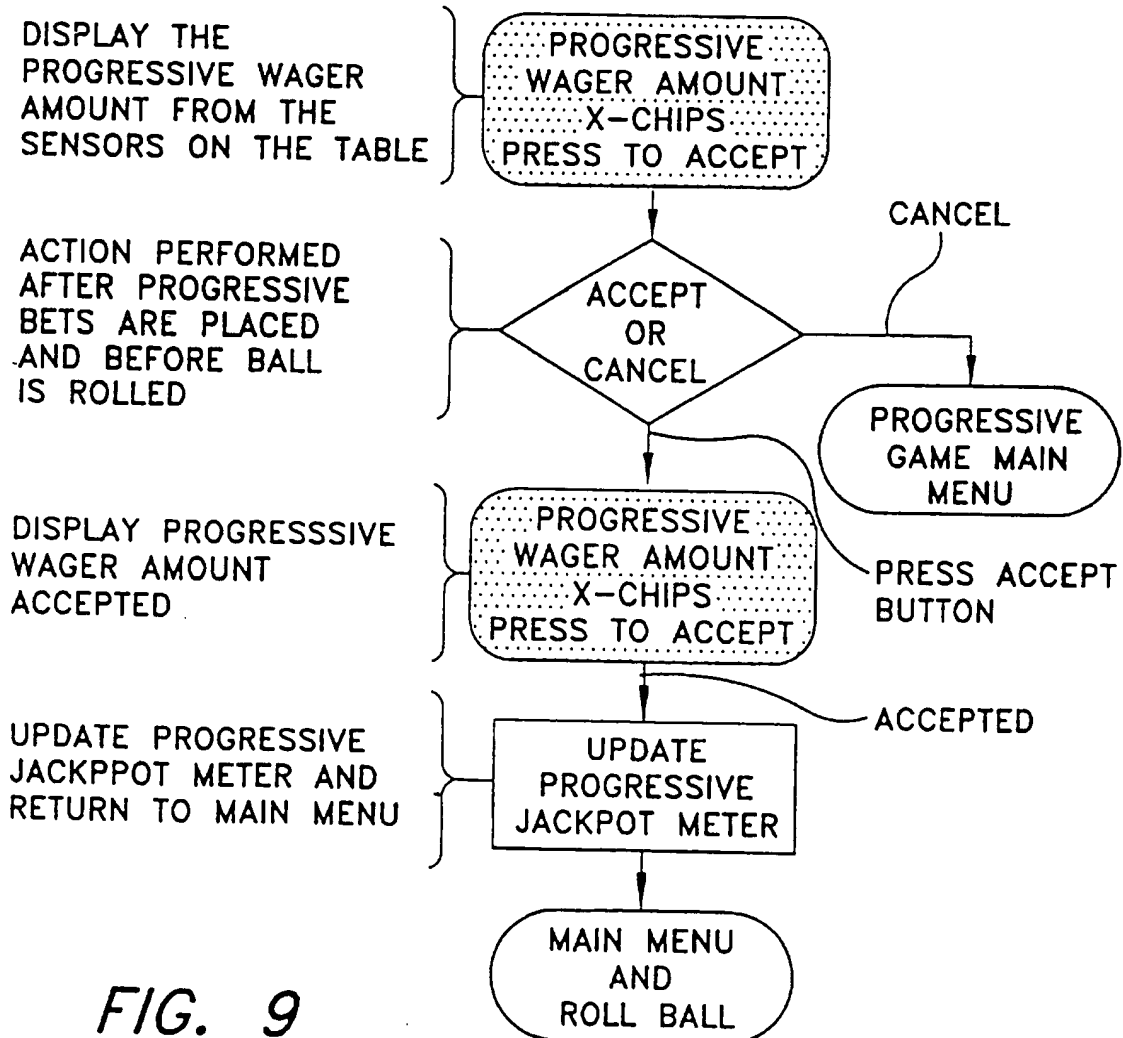 DISPLAY THE
PROGRESSIVE WAGER
AMOUNT FROM THE
SENSORS ON THE TABLE
PROGRESSIVE
WAGER AMOUNT
X-CHIPS
PRESS TO ACCEPT
CANCEL
ACTION PERFORMED
AFTER PROGRESSIVE
BETS ARE PLACED
AND BEFORE BALL
IS ROLLED
ACCEPT
OR
CANCEL
PROGRESSIVE
GAME MAIN
MENU
DISPLAY PROGRESSSIVE
WAGER AMOUNT
ACCEPTED
PROGRESSIVE
WAGER AMOUNT
X-CHIPS
PRESS TO ACCEPT
PRESS ACCEPT
BUTTON
ACCEPTED
UPDATE PROGRESSIVE
JACKPPOT METER AND
RETURN TO MAIN MENU
UPDATE
PROGRESSIVE
JACKPOT METER
MAIN MENU
AND
ROLL BALL
FIG. 9